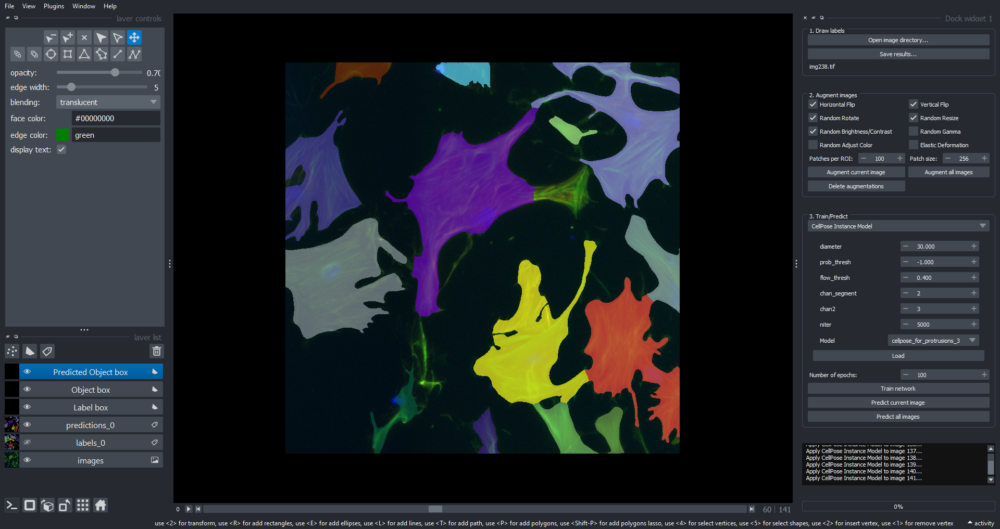 File View Plugins Window Help
layer controls
opacity: 0.70
edge width: 5
blending: translucent
face color: #00000000
edge color: green
display text:
layer list
Predicted Object box
Object box
Label box
predictions_0
labels_0
images
0 60 141
use <2> for transform, use <R> for add rectangles, use <E> for add ellipses, use <L> for add lines, use <T> for add path, use <P> for add polygons, use <Shift-P> for add polygons lasso, use <4> for select vertices, use <5> for select shapes, use <2> for insert vertex, use <1> for remove vertex
activity
Dock widget 1
1. Draw labels
Open image directory...
Save results...
img238.tif
2. Augment images
Horizontal Flip Vertical Flip
Random Rotate Random Resize
Random Brightness/Contrast Random Gamma
Random Adjust Color Elastic Deformation
Patches per ROI: 100 Patch size: 256
Augment current image Augment all images
Delete augmentations
3. Train/Predict
CellPose Instance Model
diameter 30.000
prob_thresh -1.000
flow_thresh 0.400
chan_segment 2
chan2 3
niter 5000
Model cellpose_for_protrusions_3
Load
Number of epochs: 100
Train network
Predict current image
Predict all images
Apply CellPose Instance Model to image 136...
Apply CellPose Instance Model to image 137...
Apply CellPose Instance Model to image 138...
Apply CellPose Instance Model to image 139...
Apply CellPose Instance Model to image 140...
Apply CellPose Instance Model to image 141...
0%